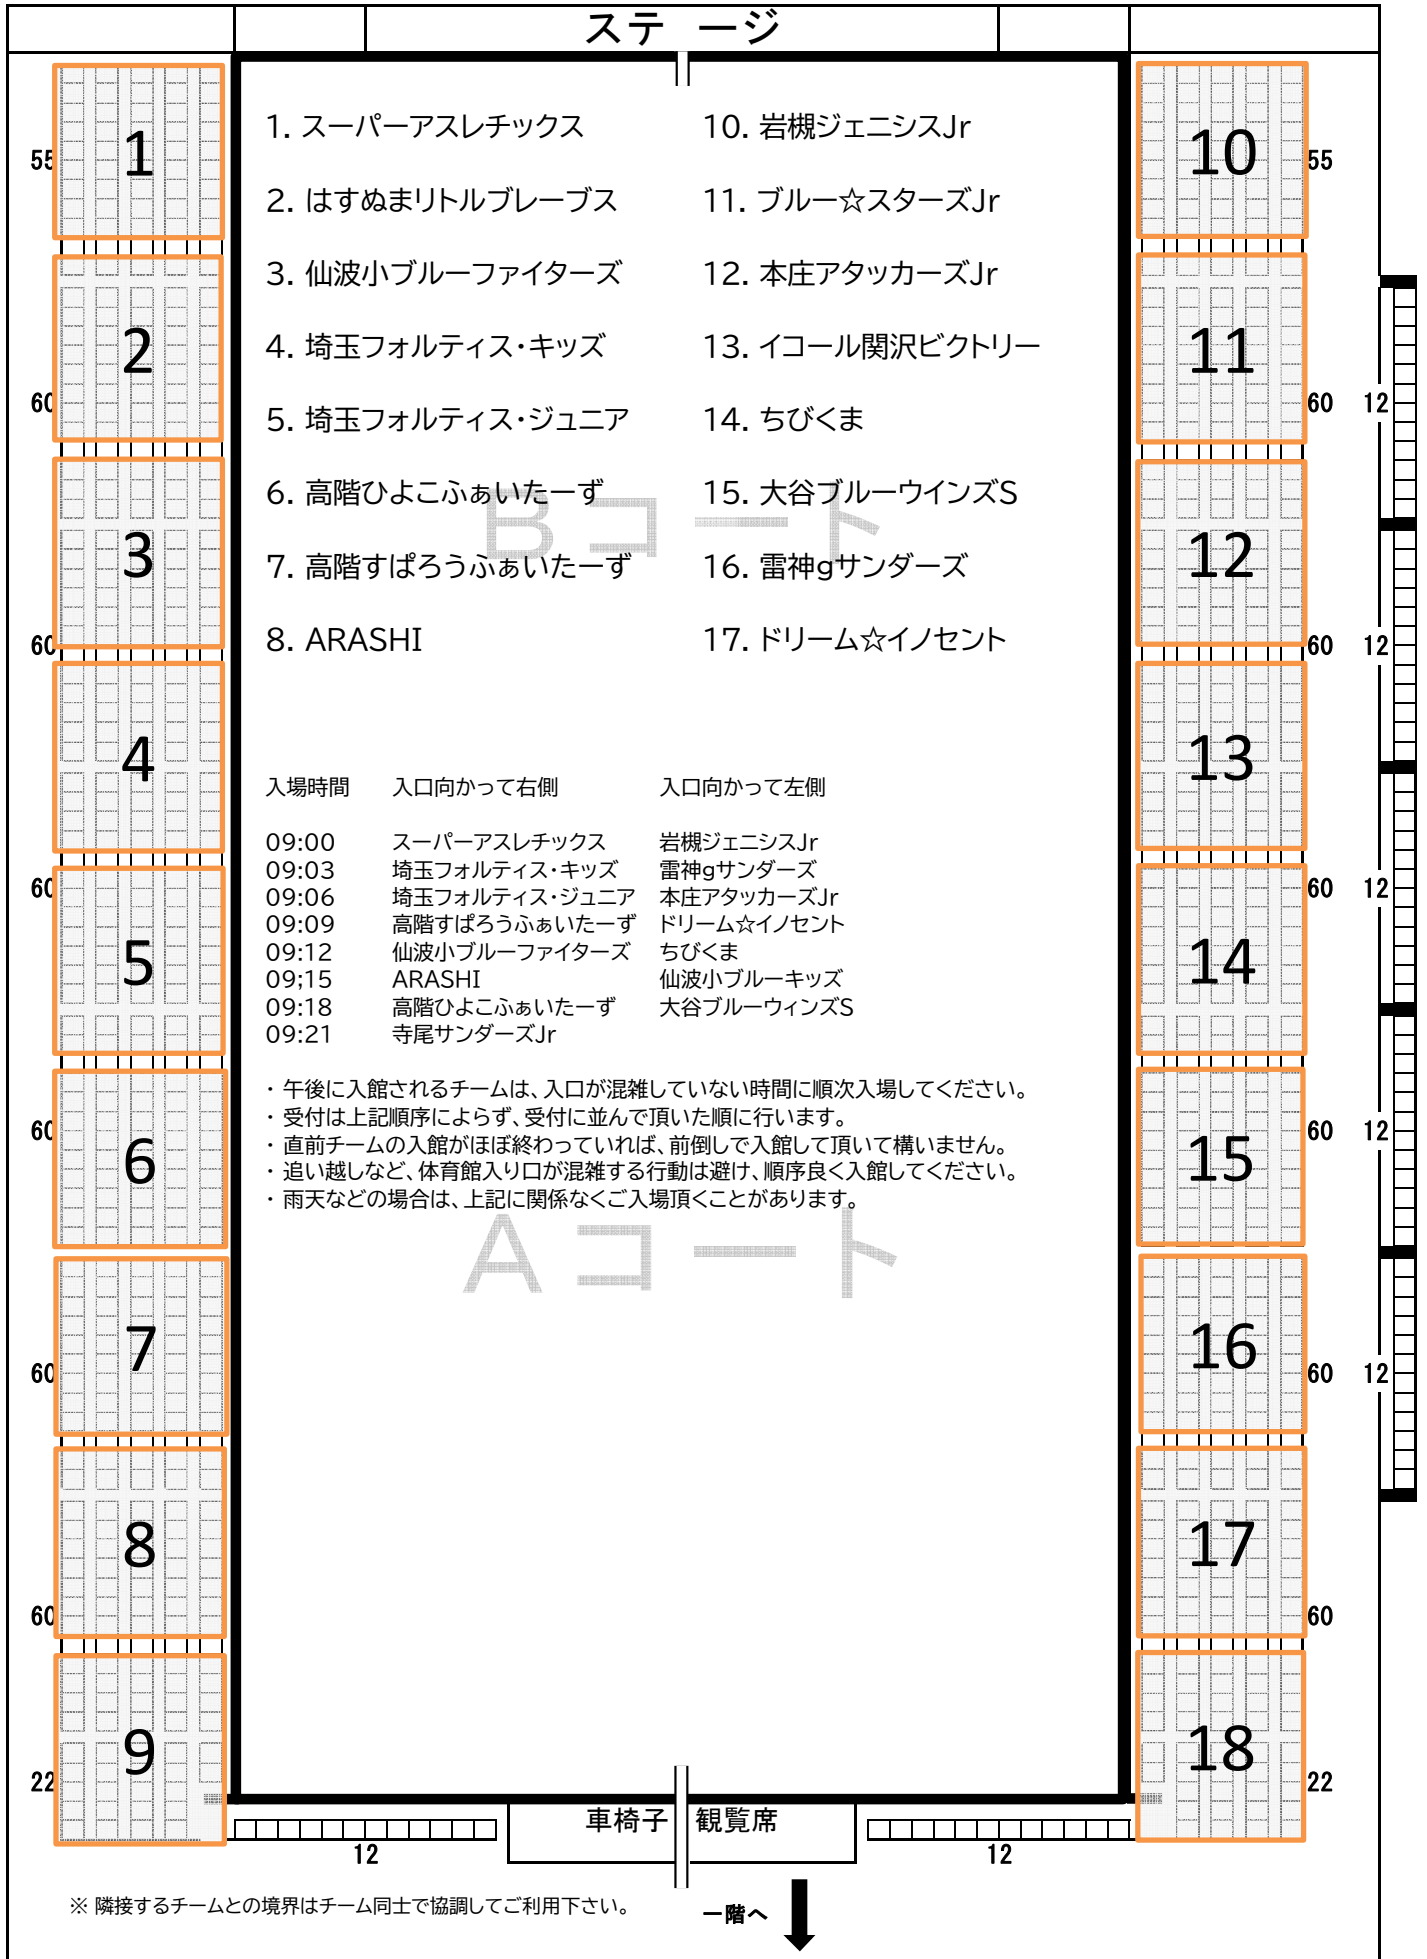 ステ ージ
1. スーパーアスレチックス
10. 岩槻ジェニシスJr
2. はすぬまリトルブレーブス
11. ブルー☆スターズJr
3. 仙波小ブルーファイターズ
12. 本庄アタッカーズJr
4. 埼玉フォルティス・キッズ
13. イコール関沢ビクトリー
5. 埼玉フォルティス・ジュニア
14. ちびくま
6. 高階ひよこふぁいたーず
15. 大谷ブルーウインズS
7. 高階すぱろうふぁいたーず
16. 雷神gサンダーズ
8. ARASHI
17. ドリーム☆イノセント
Bコート
入場時間 入口向かって右側 入口向かって左側
09:00 スーパーアスレチックス 岩槻ジェニシスJr
09:03 埼玉フォルティス・キッズ 雷神gサンダーズ
09:06 埼玉フォルティス・ジュニア 本庄アタッカーズJr
09:09 高階すぱろうふぁいたーず ドリーム☆イノセント
09:12 仙波小ブルーファイターズ ちびくま
09;15 ARASHI 仙波小ブルーキッズ
09:18 高階ひよこふぁいたーず 大谷ブルーウィンズS
09:21 寺尾サンダーズJr
・ 午後に入館されるチームは、入口が混雑していない時間に順次入場してください。
・ 受付は上記順序によらず、受付に並んで頂いた順に行います。
・ 直前チームの入館がほぼ終わっていれば、前倒しで入館して頂いて構いません。
・ 追い越しなど、体育館入り口が混雑する行動は避け、順序良く入館してください。
・ 雨天などの場合は、上記に関係なくご入場頂くことがあります。
Aコート
1
2
3
4
5
6
7
8
9
55
60
60
60
60
60
60
22
10
11
12
13
14
15
16
17
18
55
60
60
60
60
60
60
22
12
12
12
12
12
車椅子 観覧席
12
12
※ 隣接するチームとの境界はチーム同士で協調してご利用下さい。
一階へ